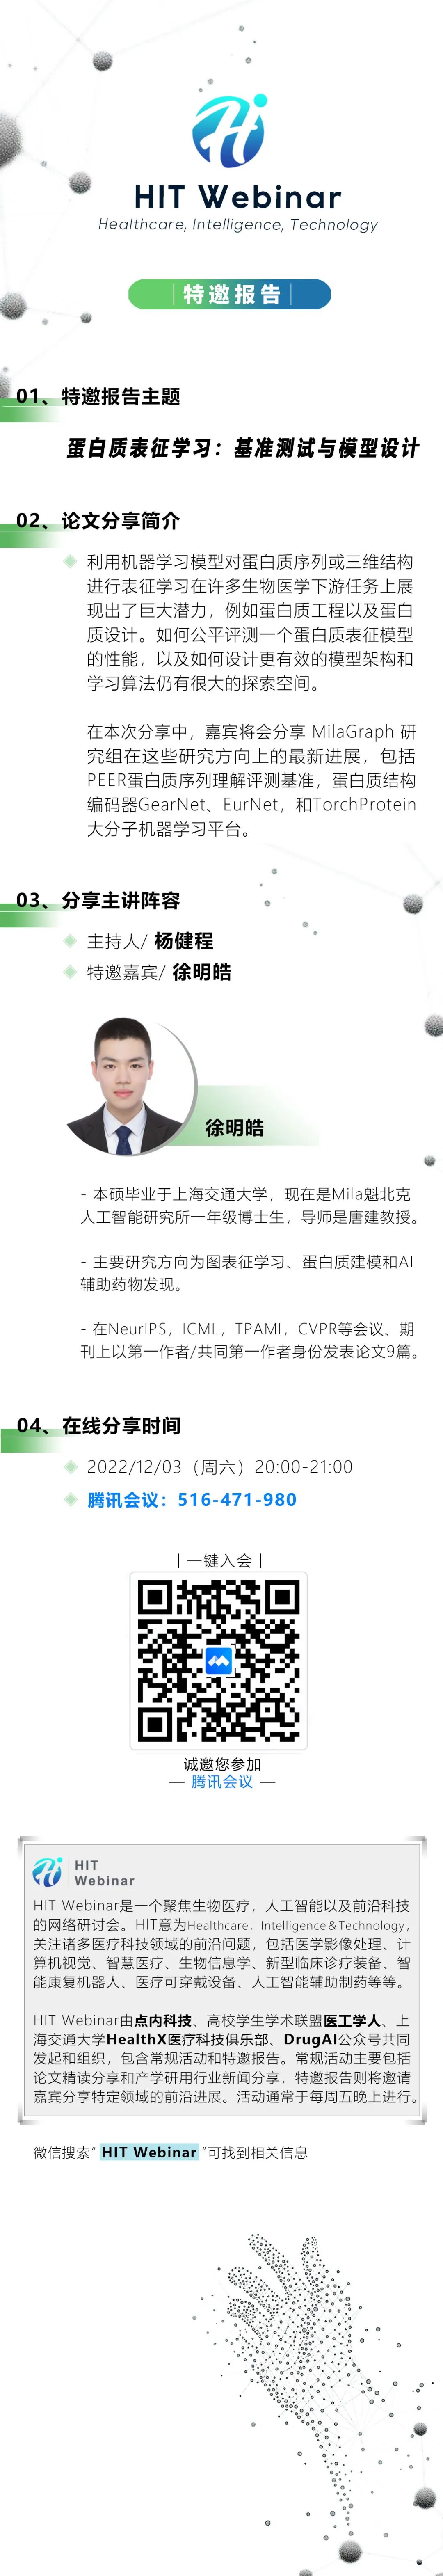 HIT Webinar
Healthcare, Intelligence, Technology
特邀报告
01、特邀报告主题
蛋白质表征学习：基准测试与模型设计
02、论文分享简介
利用机器学习模型对蛋白质序列或三维结构
进行表征学习在许多生物医学下游任务上展
现出了巨大潜力，例如蛋白质工程以及蛋白
质设计。如何公平评测一个蛋白质表征模型
的性能，以及如何设计更有效的模型架构和
学习算法仍有很大的探索空间。
在本次分享中，嘉宾将会分享 MilaGraph 研
究组在这些研究方向上的最新进展，包括
PEER蛋白质序列理解评测基准，蛋白质结构
编码器GearNet、EurNet，和TorchProtein
大分子机器学习平台。
03、分享主讲阵容
主持人/ 杨健程
特邀嘉宾/ 徐明皓
徐明皓
- 本硕毕业于上海交通大学，现在是Mila魁北克
人工智能研究所一年级博士生，导师是唐建教授。
- 主要研究方向为图表征学习、蛋白质建模和AI
辅助药物发现。
- 在NeurIPS，ICML，TPAMI，CVPR等会议、期
刊上以第一作者/共同第一作者身份发表论文9篇。
04、在线分享时间
2022/12/03（周六）20:00-21:00
腾讯会议：516-471-980
| 一键入会 |
诚邀您参加
— 腾讯会议 —
HIT
Webinar
HIT Webinar是一个聚焦生物医疗，人工智能以及前沿科技
的网络研讨会。HIT意为Healthcare，Intelligence＆Technology，
关注诸多医疗科技领域的前沿问题，包括医学影像处理、计
算机视觉、智慧医疗、生物信息学、新型临床诊疗装备、智
能康复机器人、医疗可穿戴设备、人工智能辅助制药等等。
HIT Webinar由点内科技、高校学生学术联盟医工学人、上
海交通大学HealthX医疗科技俱乐部、DrugAI公众号共同
发起和组织，包含常规活动和特邀报告。常规活动主要包括
论文精读分享和产学研用行业新闻分享，特邀报告则将邀请
嘉宾分享特定领域的前沿进展。活动通常于每周五晚上进行。
微信搜索“ HIT Webinar ”可找到相关信息